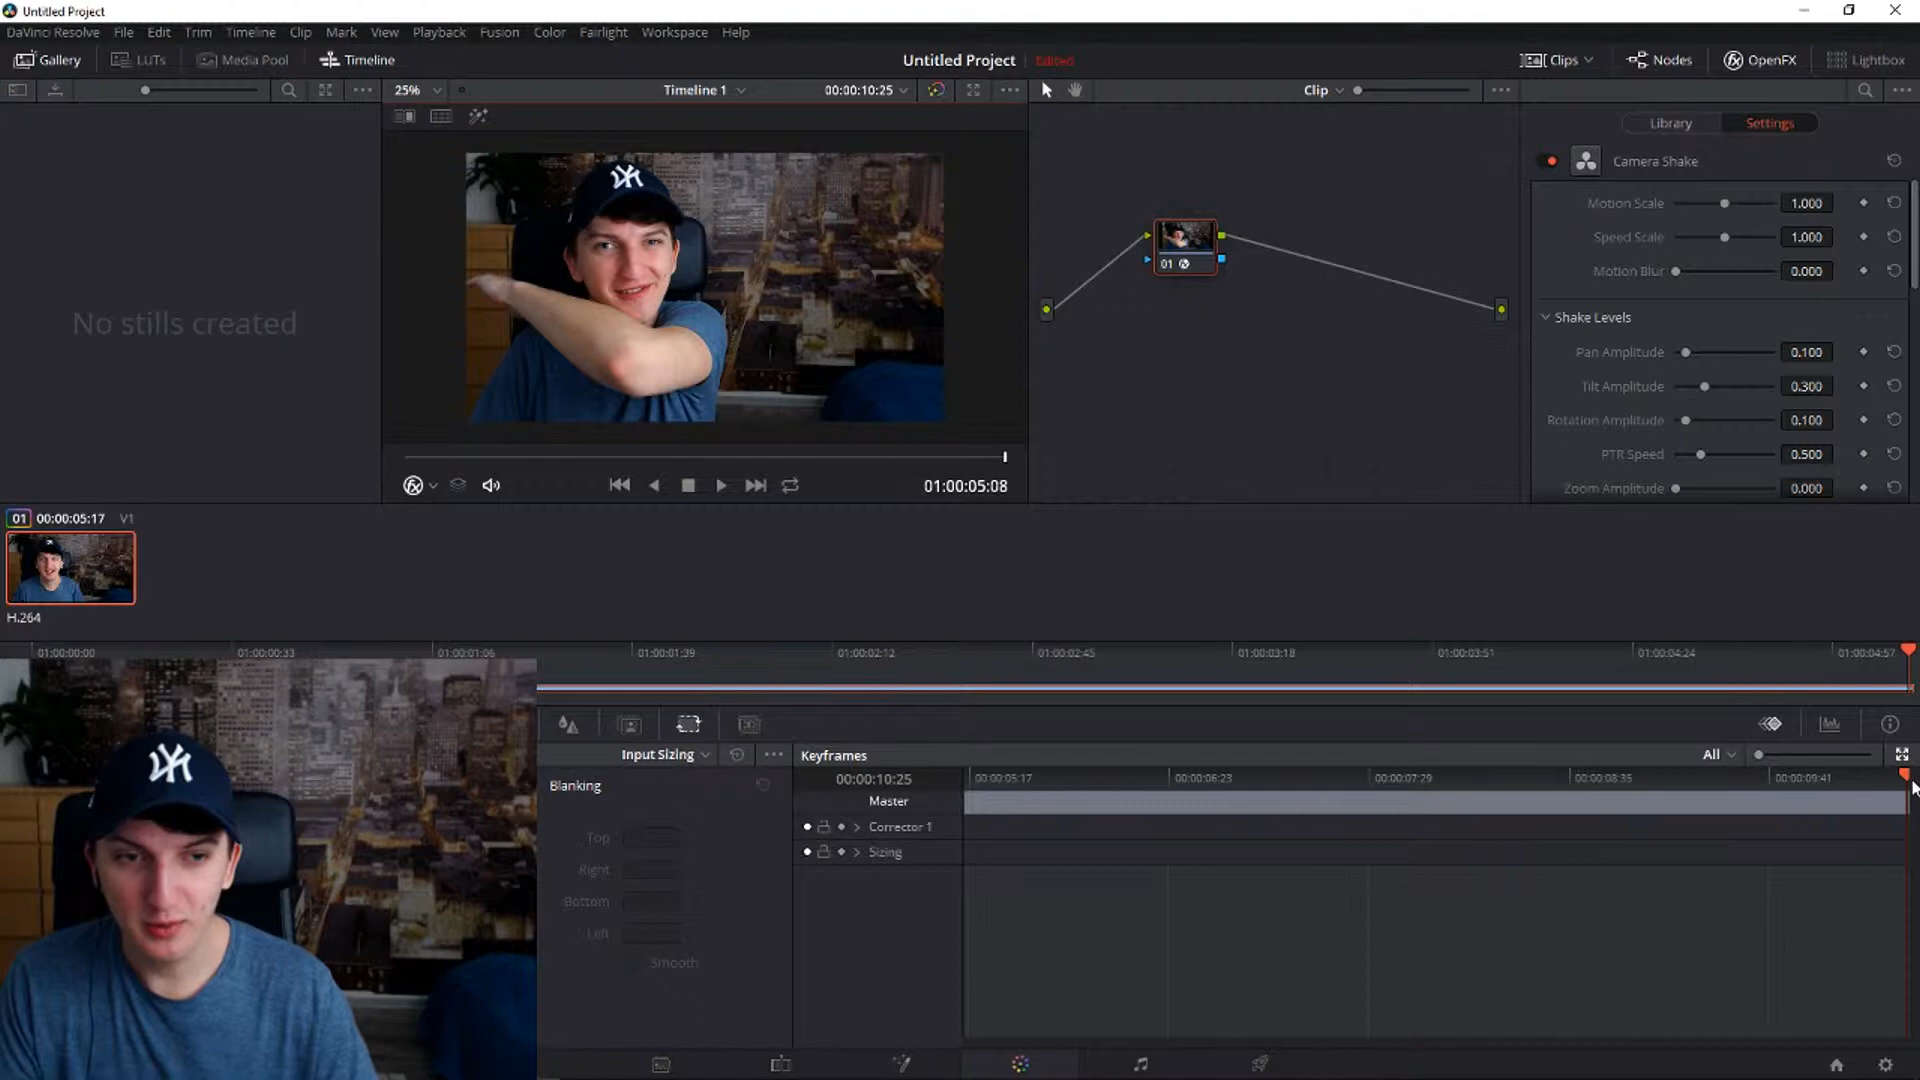 Untitled Project
DaVinci Resolve File Edit Trim Timeline Clip Mark View Playback Fusion Color Fairlight Workspace Help
Gallery LUTs Media Pool Timeline Untitled Project Edited Clips Nodes OpenFX Lightbox
25% Timeline 1 00:00:10:25 Clip
Library Settings
Camera Shake
Motion Scale 1.000
Speed Scale 1.000
Motion Blur 0.000
Shake Levels
Pan Amplitude 0.100
Tilt Amplitude 0.300
Rotation Amplitude 0.100
PTR Speed 0.500
Zoom Amplitude 0.000
01
No stills created
01:00:05:08
01 00:00:05:17 V1
H.264
01:00:00:00 01:00:00:33 01:00:01:06 01:00:01:39 01:00:02:12 01:00:02:45 01:00:03:18 01:00:03:51 01:00:04:24 01:00:04:57
Input Sizing Keyframes All
Blanking 00:00:10:25 00:00:05:17 00:00:06:23 00:00:07:29 00:00:08:35 00:00:09:41
Master
Top Corrector 1
Sizing
Right
Bottom
Left
Smooth